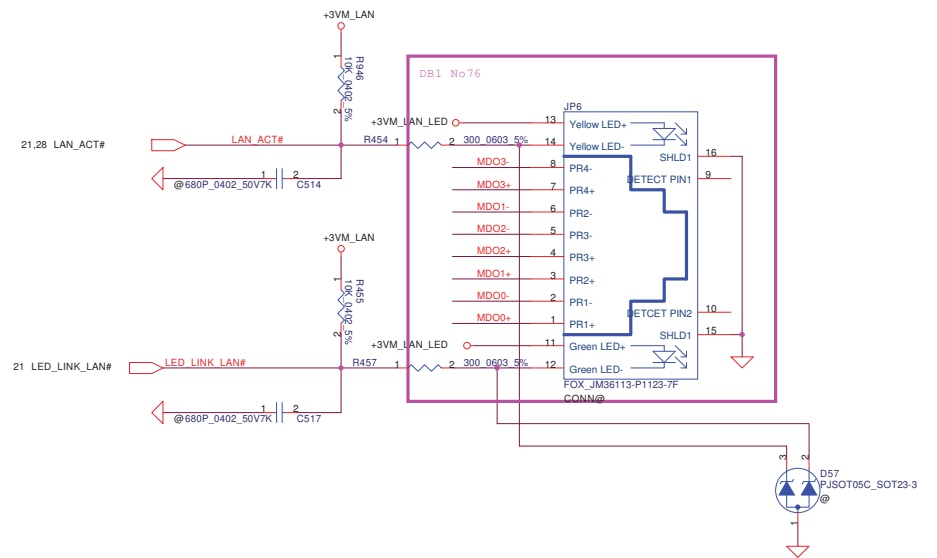 +3VM_LAN
DB1 No76
1
R946
10K_0402_5%
2
JP6
+3VM_LAN_LED
13
Yellow LED+
21,28 LAN_ACT#
LAN_ACT#
R454
1
2
300_0603_5%
14
Yellow LED-
SHLD1
16
MDO3-
8
PR4-
1
2
@680P_0402_50V7K
C514
DETECT PIN1
9
MDO3+
7
PR4+
MDO1-
6
PR2-
MDO2-
5
PR3-
+3VM_LAN
MDO2+
4
PR3+
1
R455
10K_0402_5%
2
MDO1+
3
PR2+
MDO0-
2
PR1-
DETCET PIN2
10
MDO0+
1
PR1+
SHLD1
15
+3VM_LAN_LED
11
Green LED+
21 LED_LINK_LAN#
LED_LINK_LAN#
R457
1
2
300_0603_5%
12
Green LED-
FOX_JM36113-P1123-7F
CONN@
1
2
@680P_0402_50V7K
C517
3
2
D57
PJSOT05C_SOT23-3
@
1